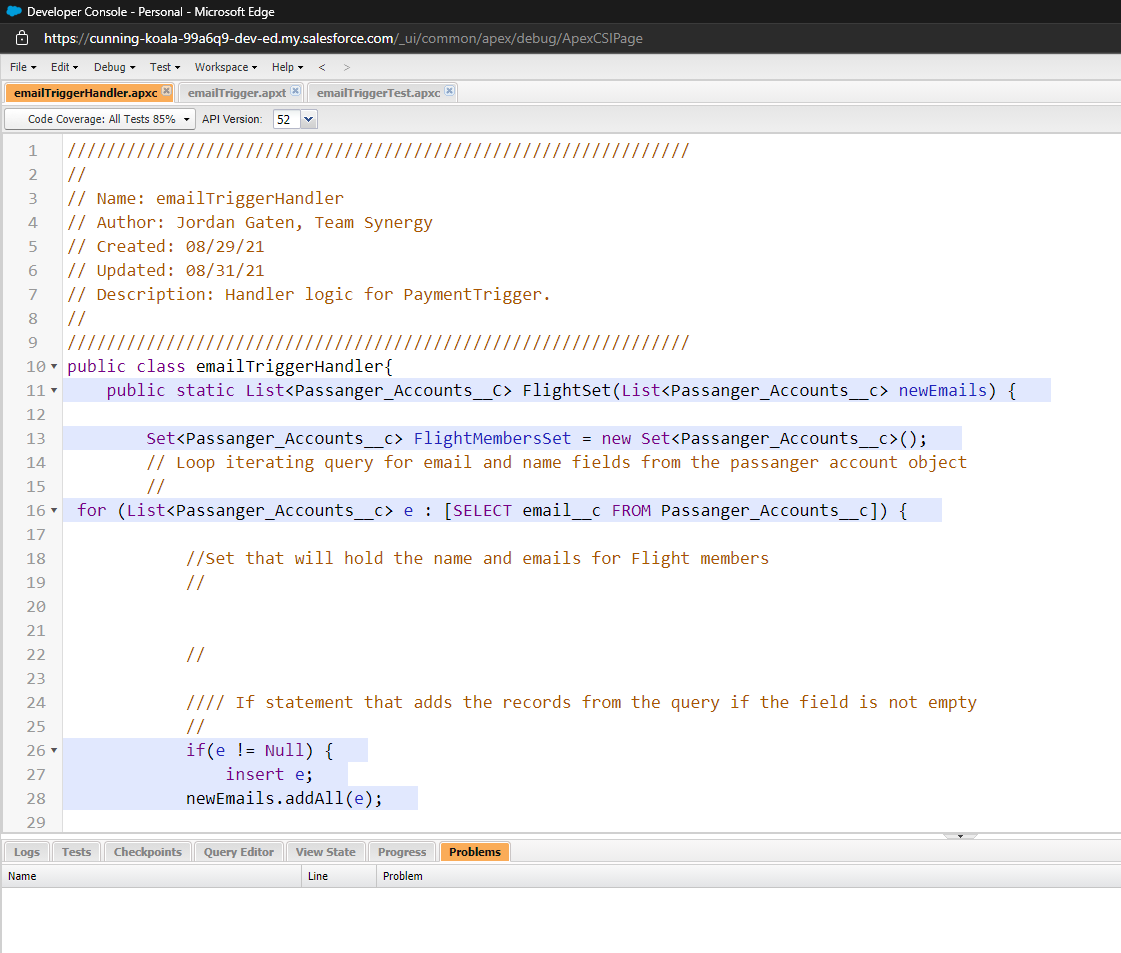 Developer Console - Personal - Microsoft Edge
https://cunning-koala-99a6q9-dev-ed.my.salesforce.com/_ui/common/apex/debug/ApexCSIPage
File Edit Debug Test Workspace Help < >
emailTriggerHandler.apxc emailTrigger.apxt emailTriggerTest.apxc
Code Coverage: All Tests 85% API Version: 52
1 ///////////////////////////////////////////////////////////////
2 //
3 // Name: emailTriggerHandler
4 // Author: Jordan Gaten, Team Synergy
5 // Created: 08/29/21
6 // Updated: 08/31/21
7 // Description: Handler logic for PaymentTrigger.
8 //
9 ///////////////////////////////////////////////////////////////
10 public class emailTriggerHandler{
11 public static List<Passanger_Accounts__C> FlightSet(List<Passanger_Accounts__c> newEmails) {
12
13 Set<Passanger_Accounts__c> FlightMembersSet = new Set<Passanger_Accounts__c>();
14 // Loop iterating query for email and name fields from the passanger account object
15 //
16 for (List<Passanger_Accounts__c> e : [SELECT email__c FROM Passanger_Accounts__c]) {
17
18 //Set that will hold the name and emails for Flight members
19 //
20
21
22 //
23
24 //// If statement that adds the records from the query if the field is not empty
25 //
26 if(e != Null) {
27 insert e;
28 newEmails.addAll(e);
29
Logs Tests Checkpoints Query Editor View State Progress Problems
Name Line Problem